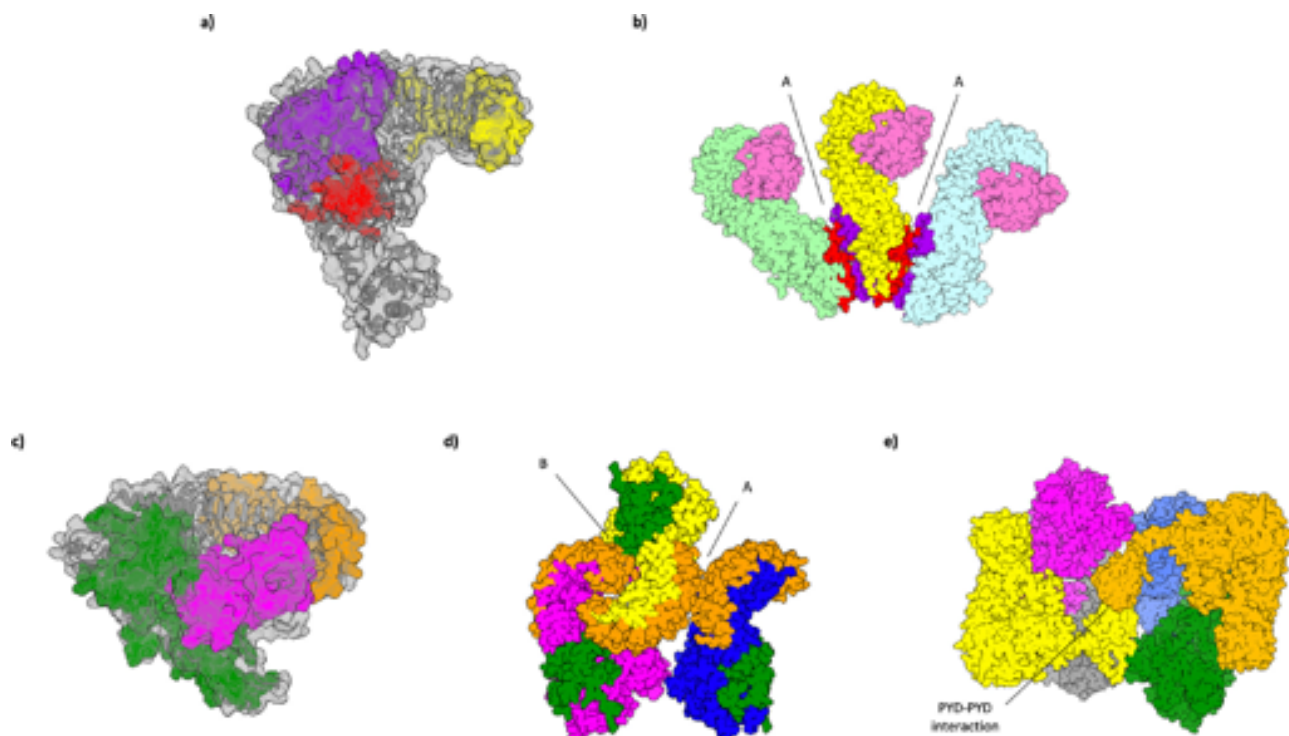 a)
b)
A
A
c)
d)
e)
B
A
PYD-PYD
interaction